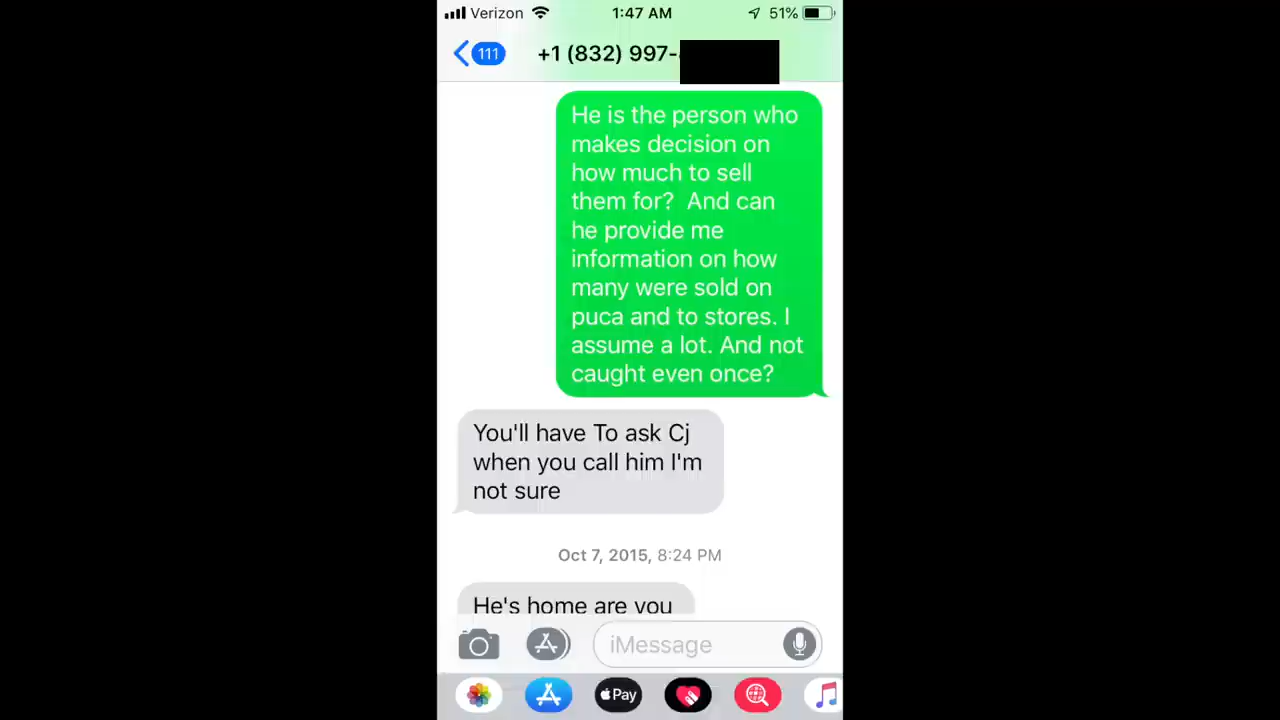 Verizon 1:47 AM 51%
111 +1 (832) 997-
He is the person who
makes decision on
how much to sell
them for? And can
he provide me
information on how
many were sold on
puca and to stores. I
assume a lot. And not
caught even once?
You'll have To ask Cj
when you call him I'm
not sure
Oct 7, 2015, 8:24 PM
He's home are you
iMessage
Pay